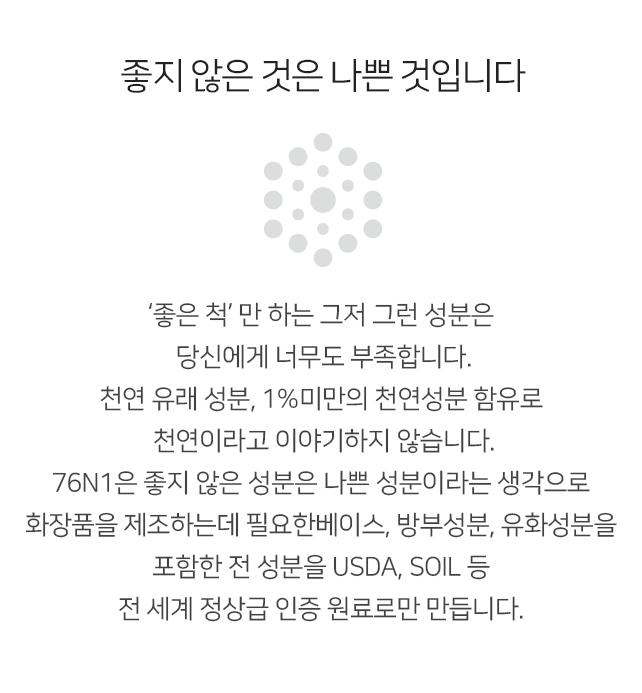 좋지 않은 것은 나쁜 것입니다
‘좋은 척’ 만 하는 그저 그런 성분은
당신에게 너무도 부족합니다.
천연 유래 성분, 1%미만의 천연성분 함유로
천연이라고 이야기하지 않습니다.
76N1은 좋지 않은 성분은 나쁜 성분이라는 생각으로
화장품을 제조하는데 필요한베이스, 방부성분, 유화성분을
포함한 전 성분을 USDA, SOIL 등
전 세계 정상급 인증 원료로만 만듭니다.